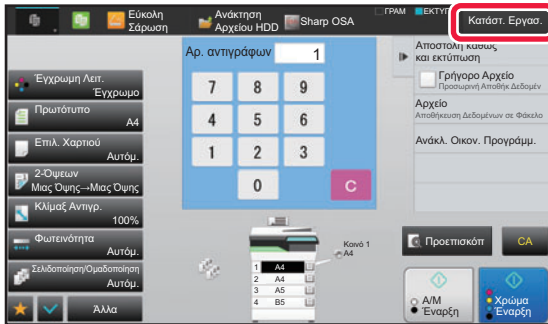 Εύκολη
Σάρωση
Ανάκτηση
Αρχείου HDD
Sharp OSA
ΓΡΑΜ
Κατάστ. Εργασ.
Αρ. αντιγράφων
1
Αποστολή καθώς
και εκτύπωση
Γρήγορο Αρχείο
Προσωρινή Αποθήκ Δεδομέν
Αρχείο
Αποθήκευση Δεδομένων σε Φάκελο
Ανάκλ. Οικον. Προγράμμ.
Έγχρωμη Λειτ.
Έγχρωμο
Πρωτότυπο
A4
Επιλ. Χαρτιού
Αυτόμ.
2-Όψεων
Μιας Όψης→Μιας Όψης
Κλίμαξ Αντιγρ.
100%
Φωτεινότητα
Αυτόμ.
Σελιδοποίηση/Ομαδοποίηση
Αυτόμ.
Άλλα
7 8 9
4 5 6
1 2 3
0 C
Κοινό 1
A4
1 A4
2 A4
3 A5
4 B5
Προεπισκόπ
CA
Α/Μ
Έναρξη
Χρώμα
Έναρξη